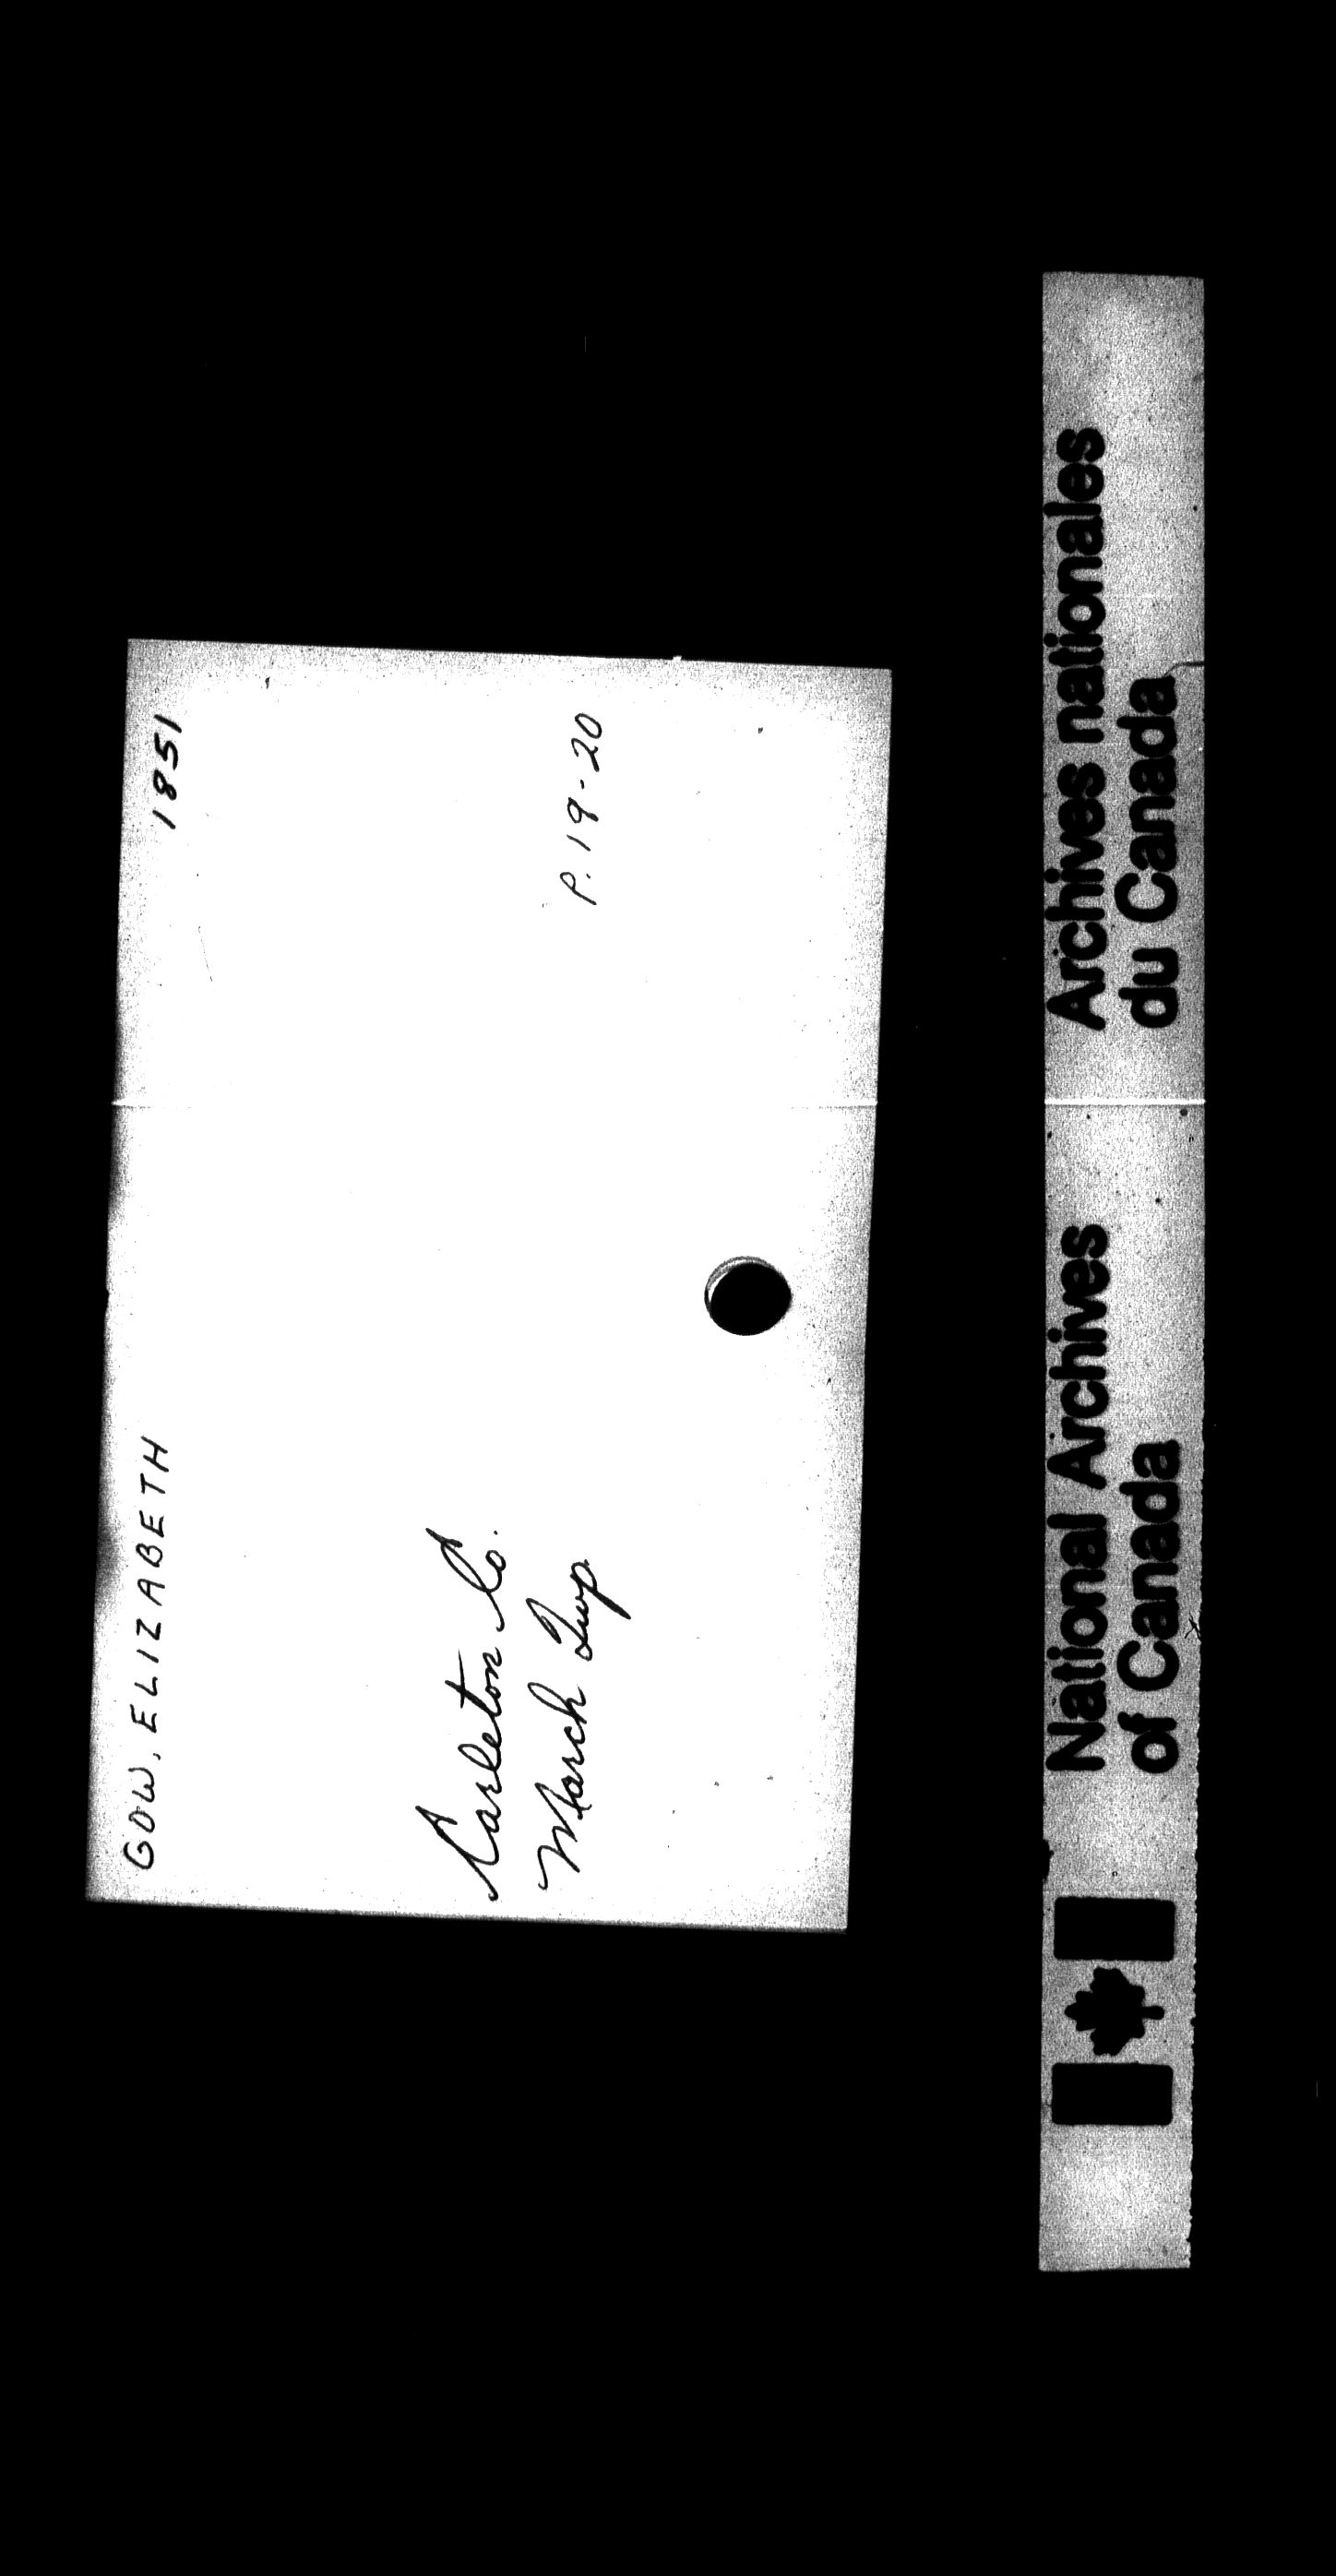 GOW, ELIZABETH
1851
Carleton Co.
March Twp.
P. 19-20
National Archives
of Canada
Archives nationales
du Canada